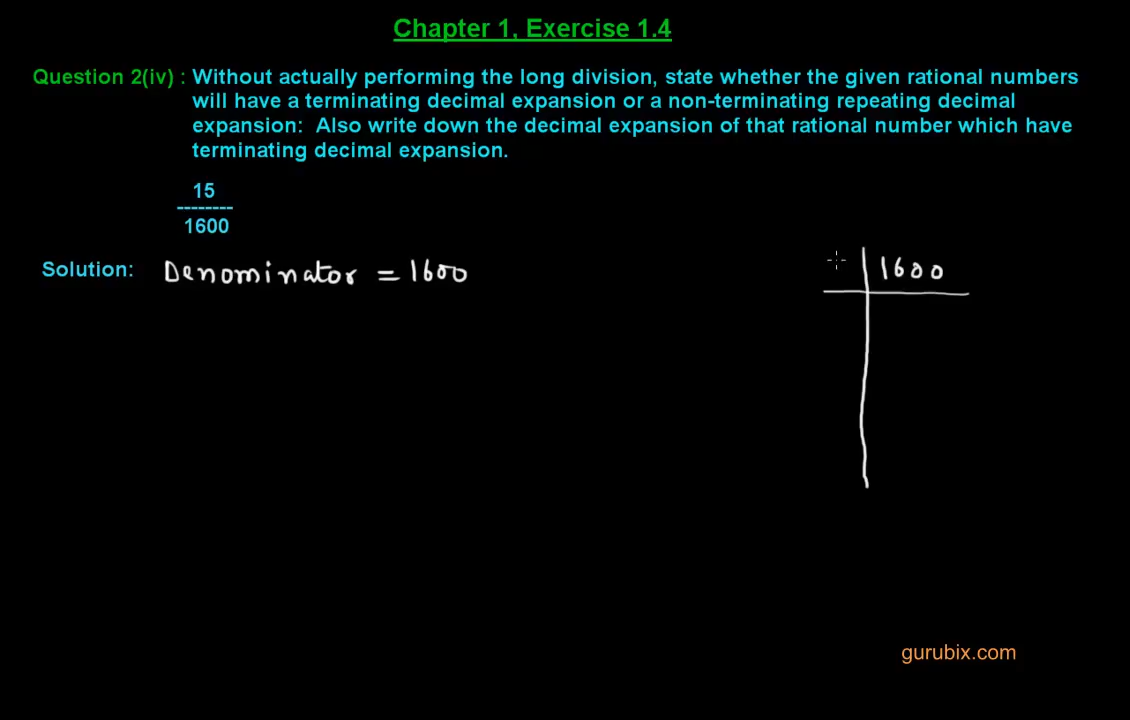 Chapter 1, Exercise 1.4
Question 2(iv) : Without actually performing the long division, state whether the given rational numbers
will have a terminating decimal expansion or a non-terminating repeating decimal
expansion: Also write down the decimal expansion of that rational number which have
terminating decimal expansion.
15
--------
1600
Solution: Denominator = 1600
1600
gurubix.com